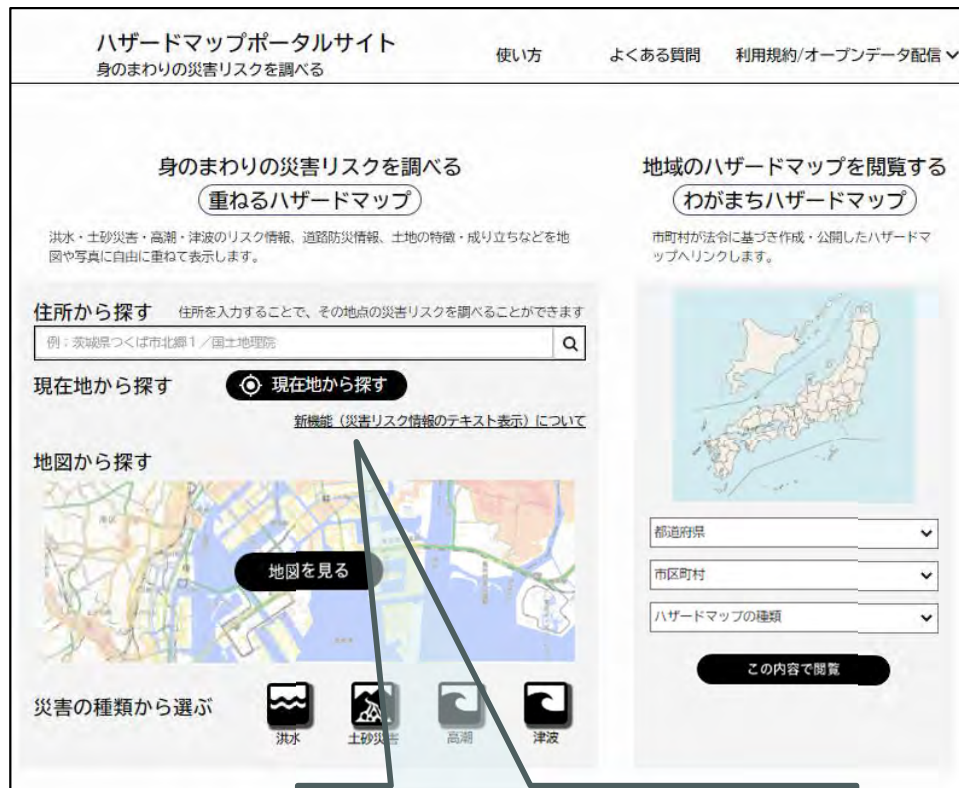 ハザードマップポータルサイト
身のまわりの災害リスクを調べる
使い方
よくある質問
利用規約/オープンデータ配信
身のまわりの災害リスクを調べる
重ねるハザードマップ
洪水・土砂災害・高潮・津波のリスク情報、道路防災情報、土地の特徴・成り立ちなどを地
図や写真に自由に重ねて表示します。
住所から探す 住所を入力することで、その地点の災害リスクを調べることができます
例：茨城県つくば市北郷１／国土地理院
現在地から探す 現在地から探す
新機能（災害リスク情報のテキスト表示）について
地図から探す
地図を見る
災害の種類から選ぶ
洪水
土砂災害
高潮
津波
地域のハザードマップを閲覧する
わがまちハザードマップ
市町村が法令に基づき作成・公開したハザードマ
ップへリンクします。
都道府県
市区町村
ハザードマップの種類
この内容で閲覧